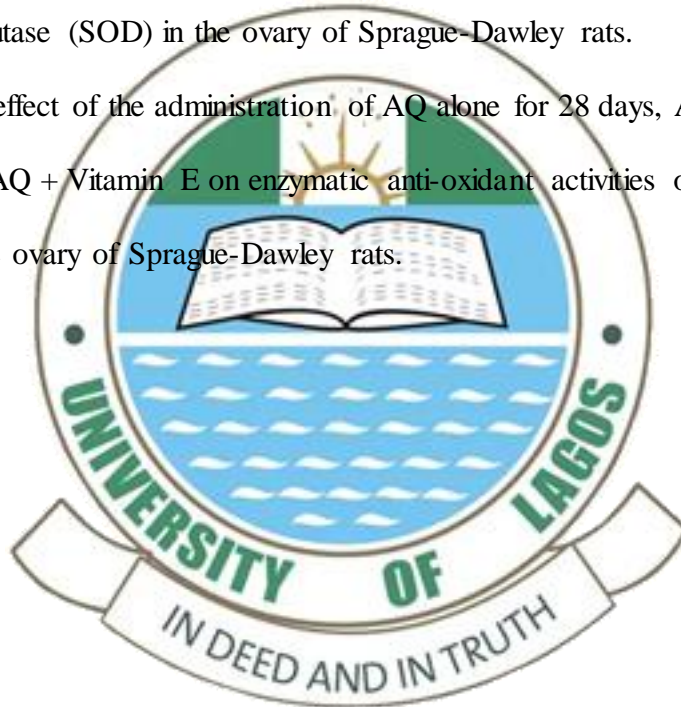 utase (SOD) in the ovary of Sprague-Dawley rats.
effect of the administration of AQ alone for 28 days, A
AQ + Vitamin E on enzymatic anti-oxidant activities o
ovary of Sprague-Dawley rats.
UNIVERSITY OF LAGOS
IN DEED AND IN TRUTH